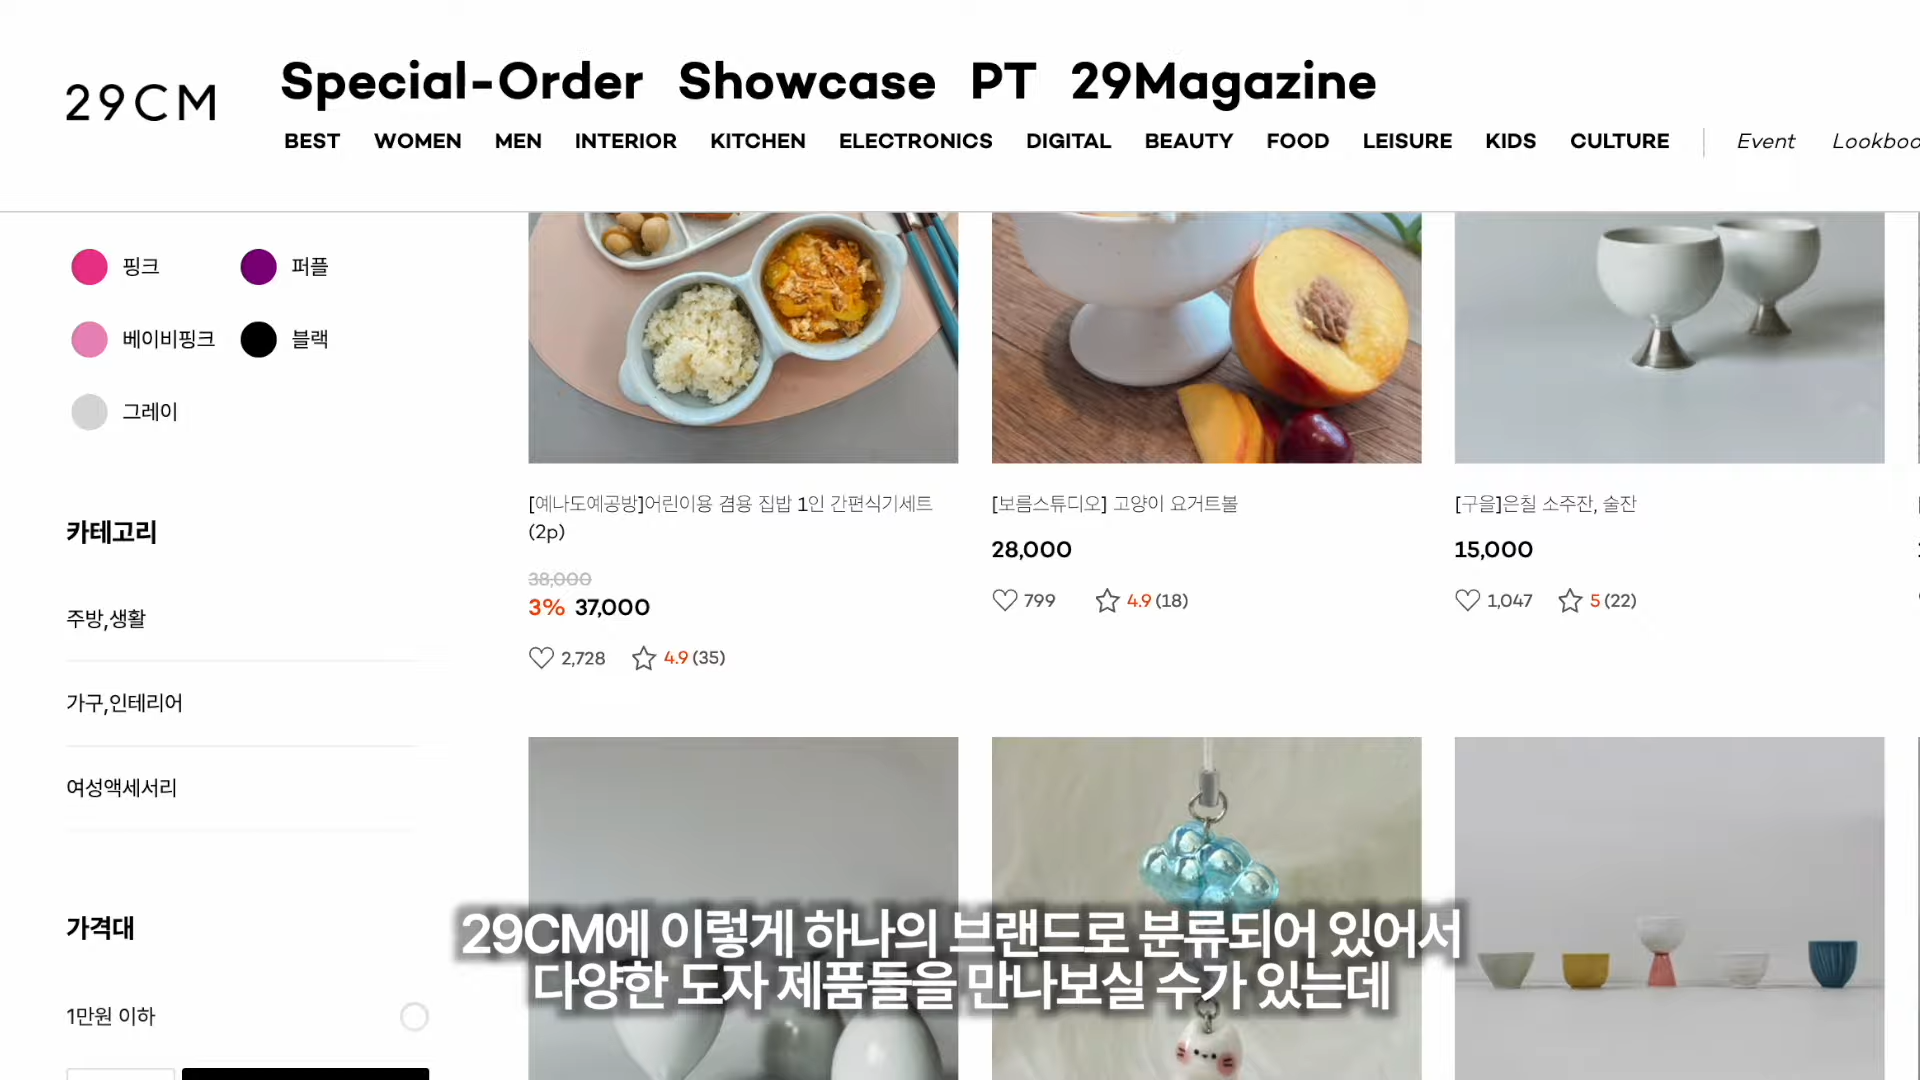 29CM
Special-Order Showcase PT 29Magazine
BEST WOMEN MEN INTERIOR KITCHEN ELECTRONICS DIGITAL BEAUTY FOOD LEISURE KIDS CULTURE Event
핑크 퍼플
베이비핑크 블랙
그레이
카테고리
주방,생활
가구,인테리어
여성액세서리
가격대
1만원 이하
[예나도예공방]어린이용 겸용 집밥 1인 간편식기세트
(2p)
38,000
3% 37,000
2,728 4.9 (35)
[보름스튜디오] 고양이 요거트볼
28,000
799 4.9 (18)
[구을]은칠 소주잔, 술잔
15,000
1,047 5 (22)
29CM에 이렇게 하나의 브랜드로 분류되어 있어서
다양한 도자 제품들을 만나보실 수가 있는데